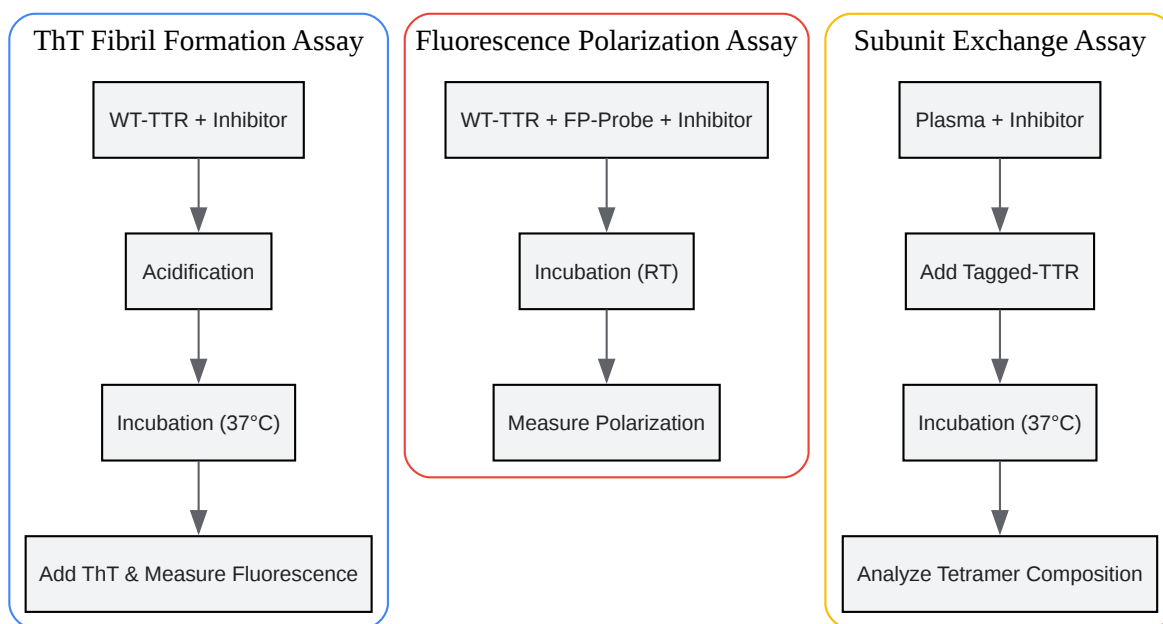 ThT Fibril Formation Assay
WT-TTR + Inhibitor
Acidification
Incubation (37°C)
Add ThT & Measure Fluorescence
Fluorescence Polarization Assay
WT-TTR + FP-Probe + Inhibitor
Incubation (RT)
Measure Polarization
Subunit Exchange Assay
Plasma + Inhibitor
Add Tagged-TTR
Incubation (37°C)
Analyze Tetramer Composition